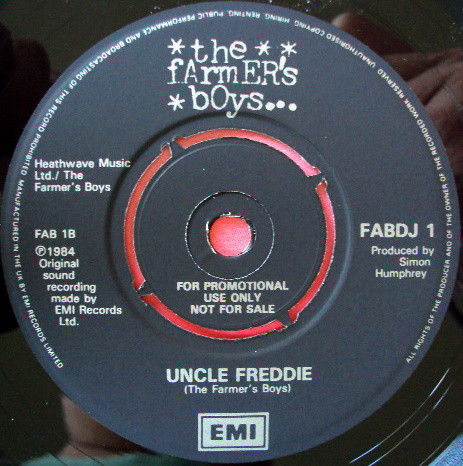 MANUFACTURED IN THE UK BY EMI RECORDS LIMITED
ALL RIGHTS OF THE PRODUCER AND OF THE OWNER OF THE RECORDED WORK RESERVED
UNAUTHORISED COPYING, HIRING, RENTING, PUBLIC PERFORMANCE AND BROADCASTING OF THIS RECORD PROHIBITED
*the * *
fArmER's
*bOys...
Heathwave Music
Ltd./ The
Farmer's Boys
FAB 1B
℗1984
Original
sound
recording
made by
EMI Records
Ltd.
FABDJ 1
Produced by
Simon
Humphrey
FOR PROMOTIONAL
USE ONLY
NOT FOR SALE
UNCLE FREDDIE
(The Farmer's Boys)
EMI